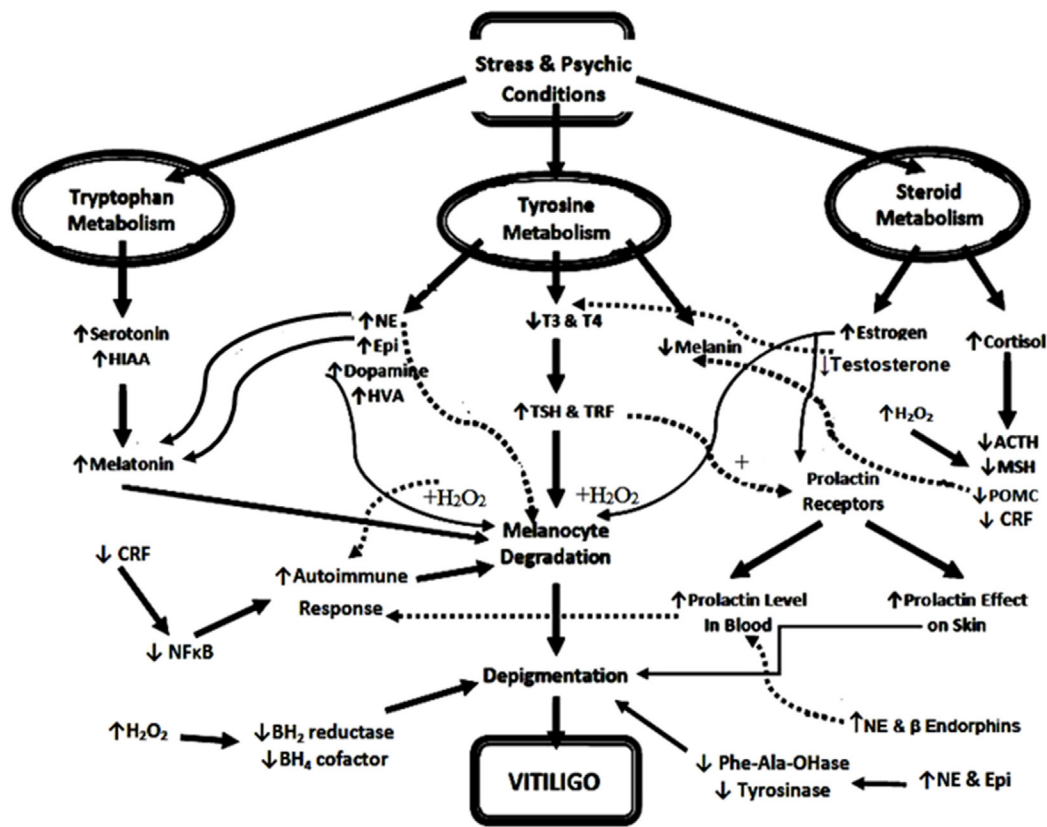 Stress & Psychic
Conditions
Tryptophan
Metabolism
Tyrosine
Metabolism
Steroid
Metabolism
↑Serotonin
↑HIAA
↑NE
↑Epi
↑Dopamine
↑HVA
↓T3 & T4
↓Melanin
↑Estrogen
↓Testosterone
↑Cortisol
↑Melatonin
↑TSH & TRF
+
↑H₂O₂
↓ACTH
↓MSH
↓POMC
↓CRF
Prolactin
Receptors
+H₂O₂
+H₂O₂
Melanocyte
Degradation
↓ CRF
↑Autoimmune
Response
↓ NFκB
↑Prolactin Level
In Blood
↑Prolactin Effect
on Skin
Depigmentation
↑NE & β Endorphins
↑H₂O₂
↓BH₂ reductase
↓BH₄ cofactor
VITILIGO
↓ Phe-Ala-OHase
↓ Tyrosinase
↑NE & Epi